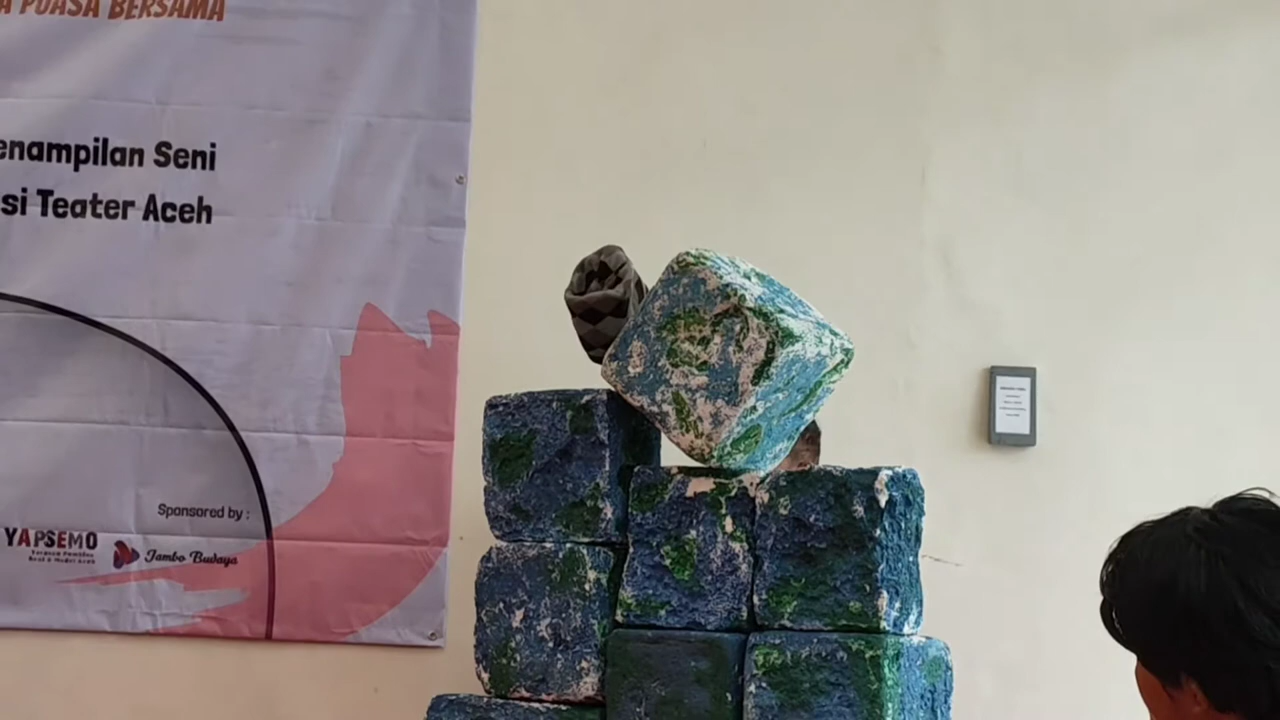 A PUASA BERSAMA
enampilan Seni
si Teater Aceh
Sponsored by :
YAPSEMO
Jambo Budaya